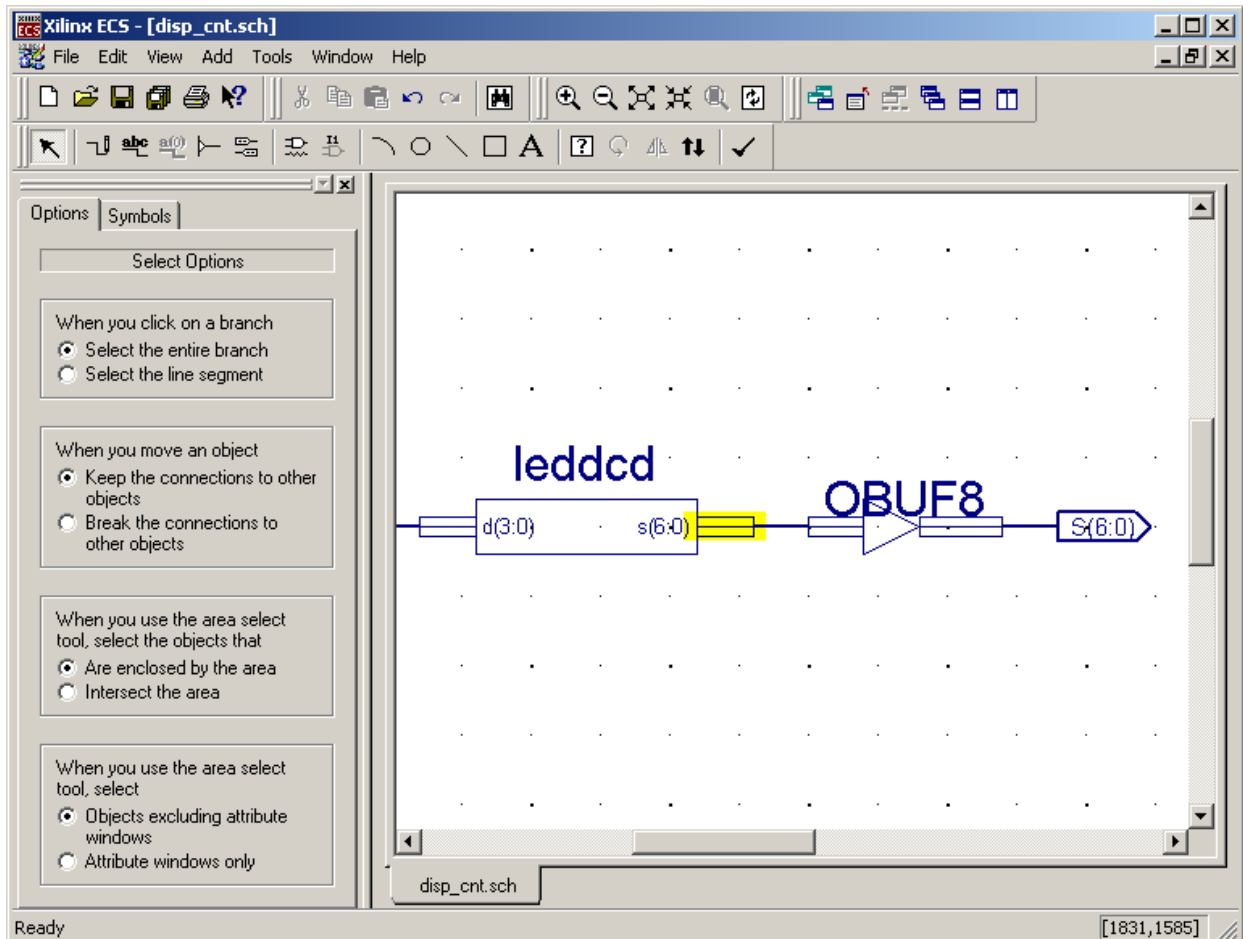 Xilinx ECS - [disp_cnt.sch]
File Edit View Add Tools Window Help
Options Symbols
Select Options
When you click on a branch
Select the entire branch
Select the line segment
When you move an object
Keep the connections to other
objects
Break the connections to
other objects
When you use the area select
tool, select the objects that
Are enclosed by the area
Intersect the area
When you use the area select
tool, select
Objects excluding attribute
windows
Attribute windows only
leddcd
d(3:0) s(6:0)
OBUF8
S(6:0)
disp_cnt.sch
Ready [1831,1585]